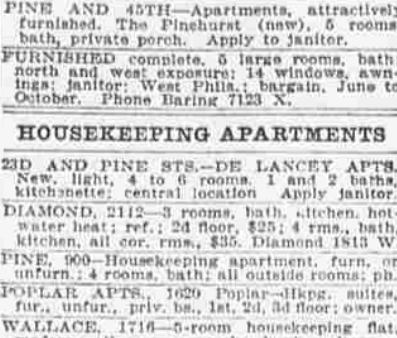 PINE AND 45TH—Apartments, attractively
furnished. The Pinehurst (new), 5 rooms
bath, private porch. Apply to janitor.
FURNISHED complete, 5 large rooms, bath
north and west exposure; 14 windows, awn-
ings; janitor; West Phila.; bargain, June to
October. Phone Baring 7123 X.
HOUSEKEEPING APARTMENTS
23D AND PINE STS.—DE LANCEY APTS.
New, light, 4 to 6 rooms, 1 and 2 baths,
kitchenette; central location Apply janitor.
DIAMOND, 2112—3 rooms, bath, kitchen, hot-
water heat; ref.; 2d floor, $25; 4 rms., bath,
kitchen, all cor. rms., $35. Diamond 1813 W
PINE, 900—Housekeeping apartment, furn. or
unfurn.; 4 rooms, bath; all outside rooms; ph.
POPLAR APTS., 1620 Poplar—Hkpg. suites,
fur., unfur., priv. bs., 1st, 2d, 3d floor; owner.
WALLACE, 1716—5-room housekeeping flat,